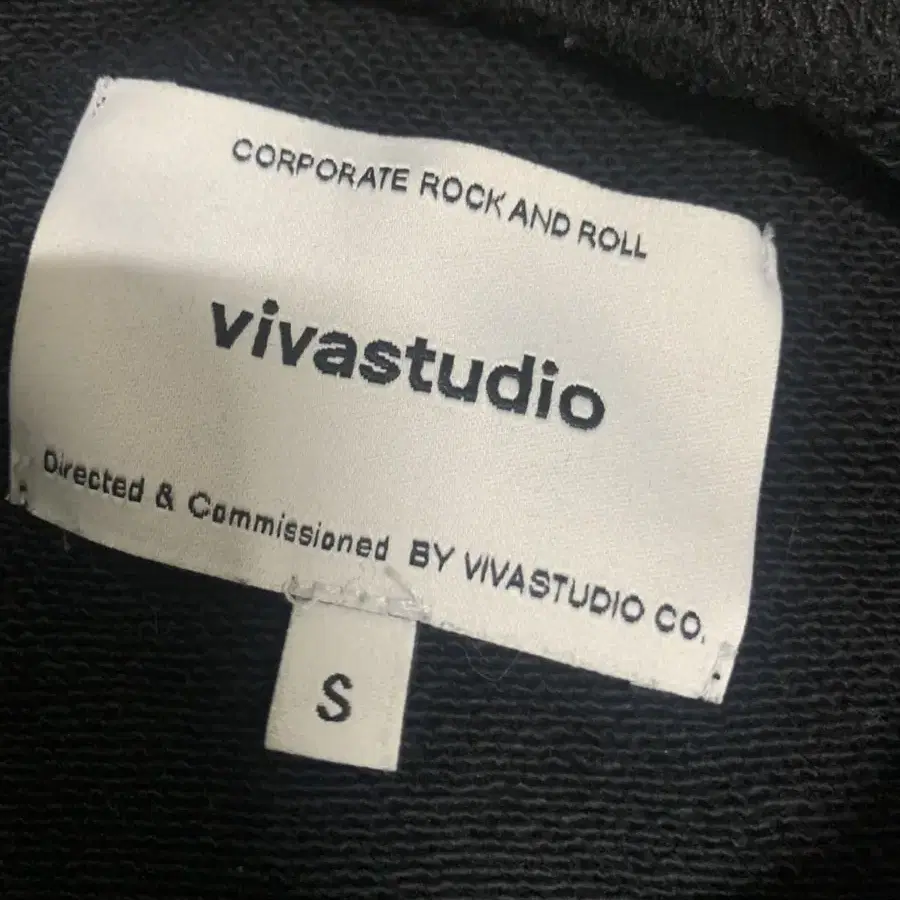 CORPORATE ROCK AND ROLL
vivastudio
Directed & Commissioned BY VIVASTUDIO CO.
S